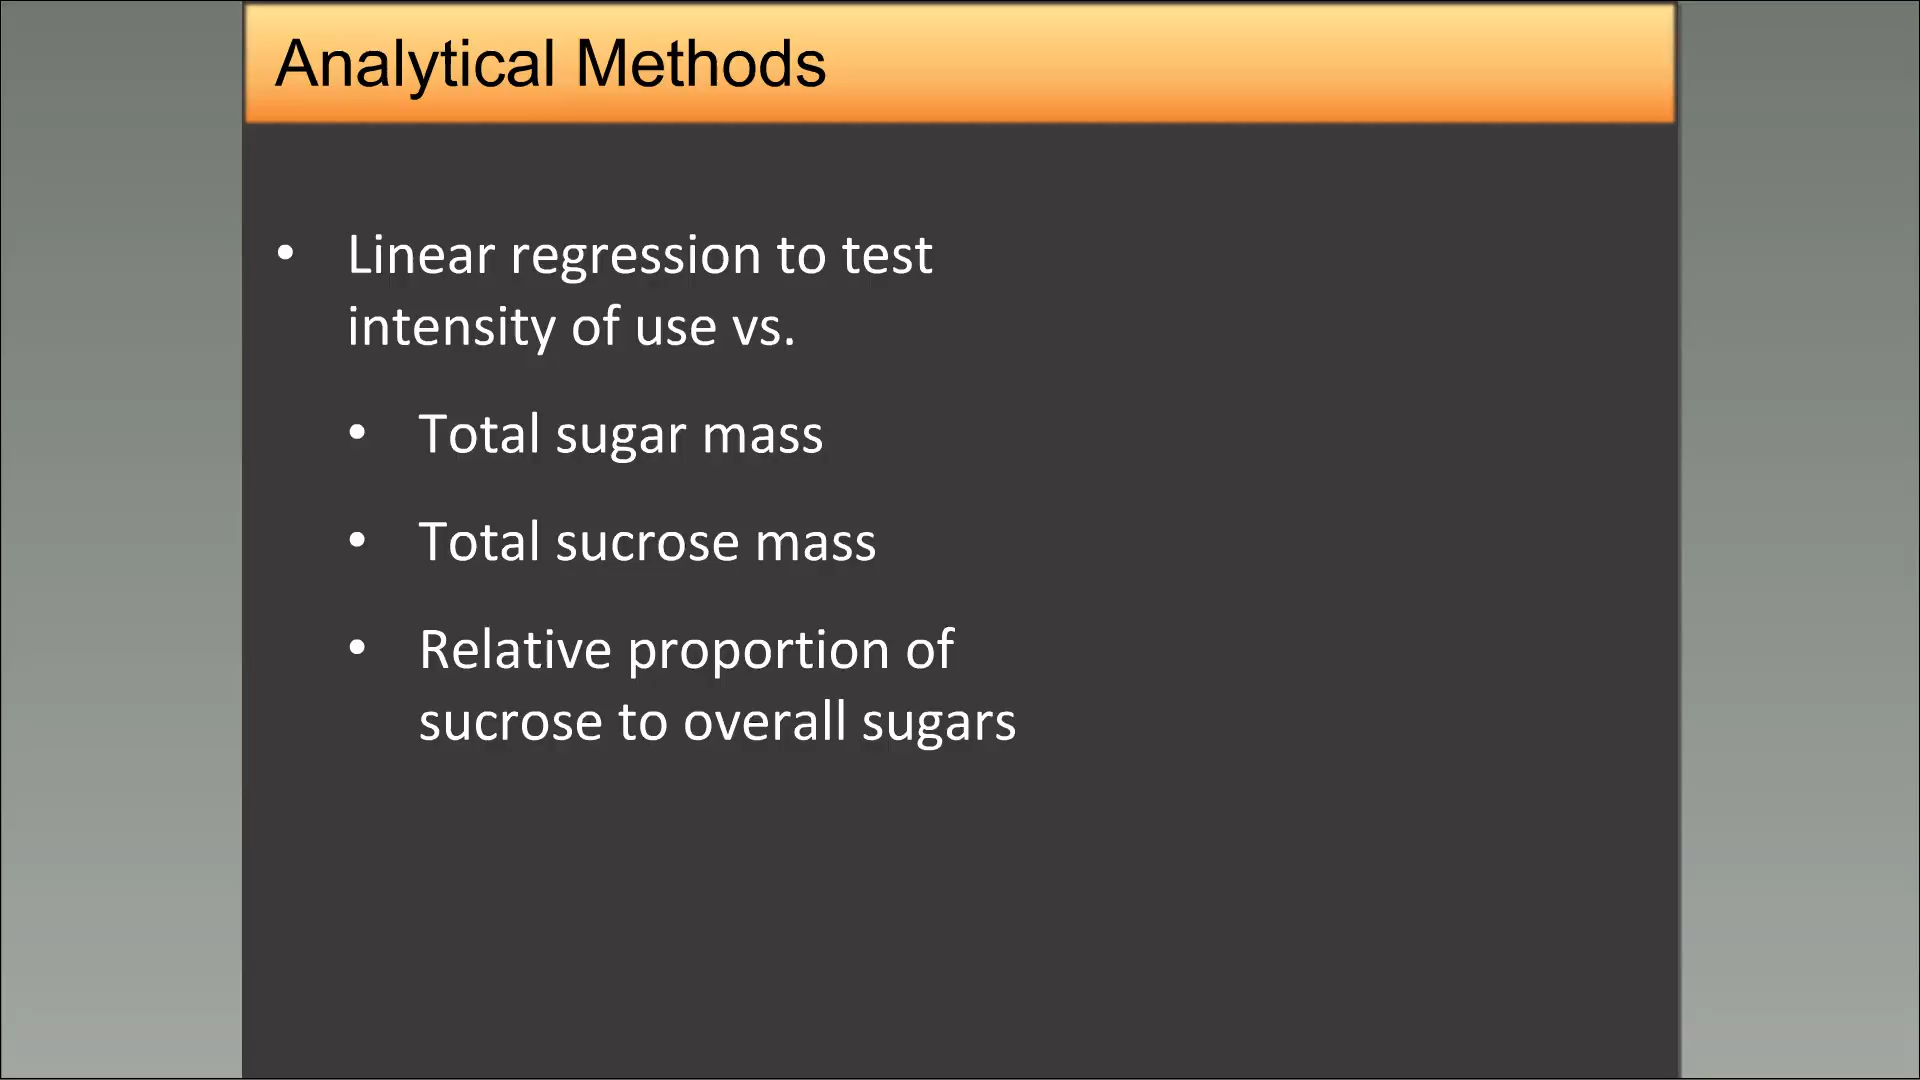 Analytical Methods
• Linear regression to test
intensity of use vs.
• Total sugar mass
• Total sucrose mass
• Relative proportion of
sucrose to overall sugars